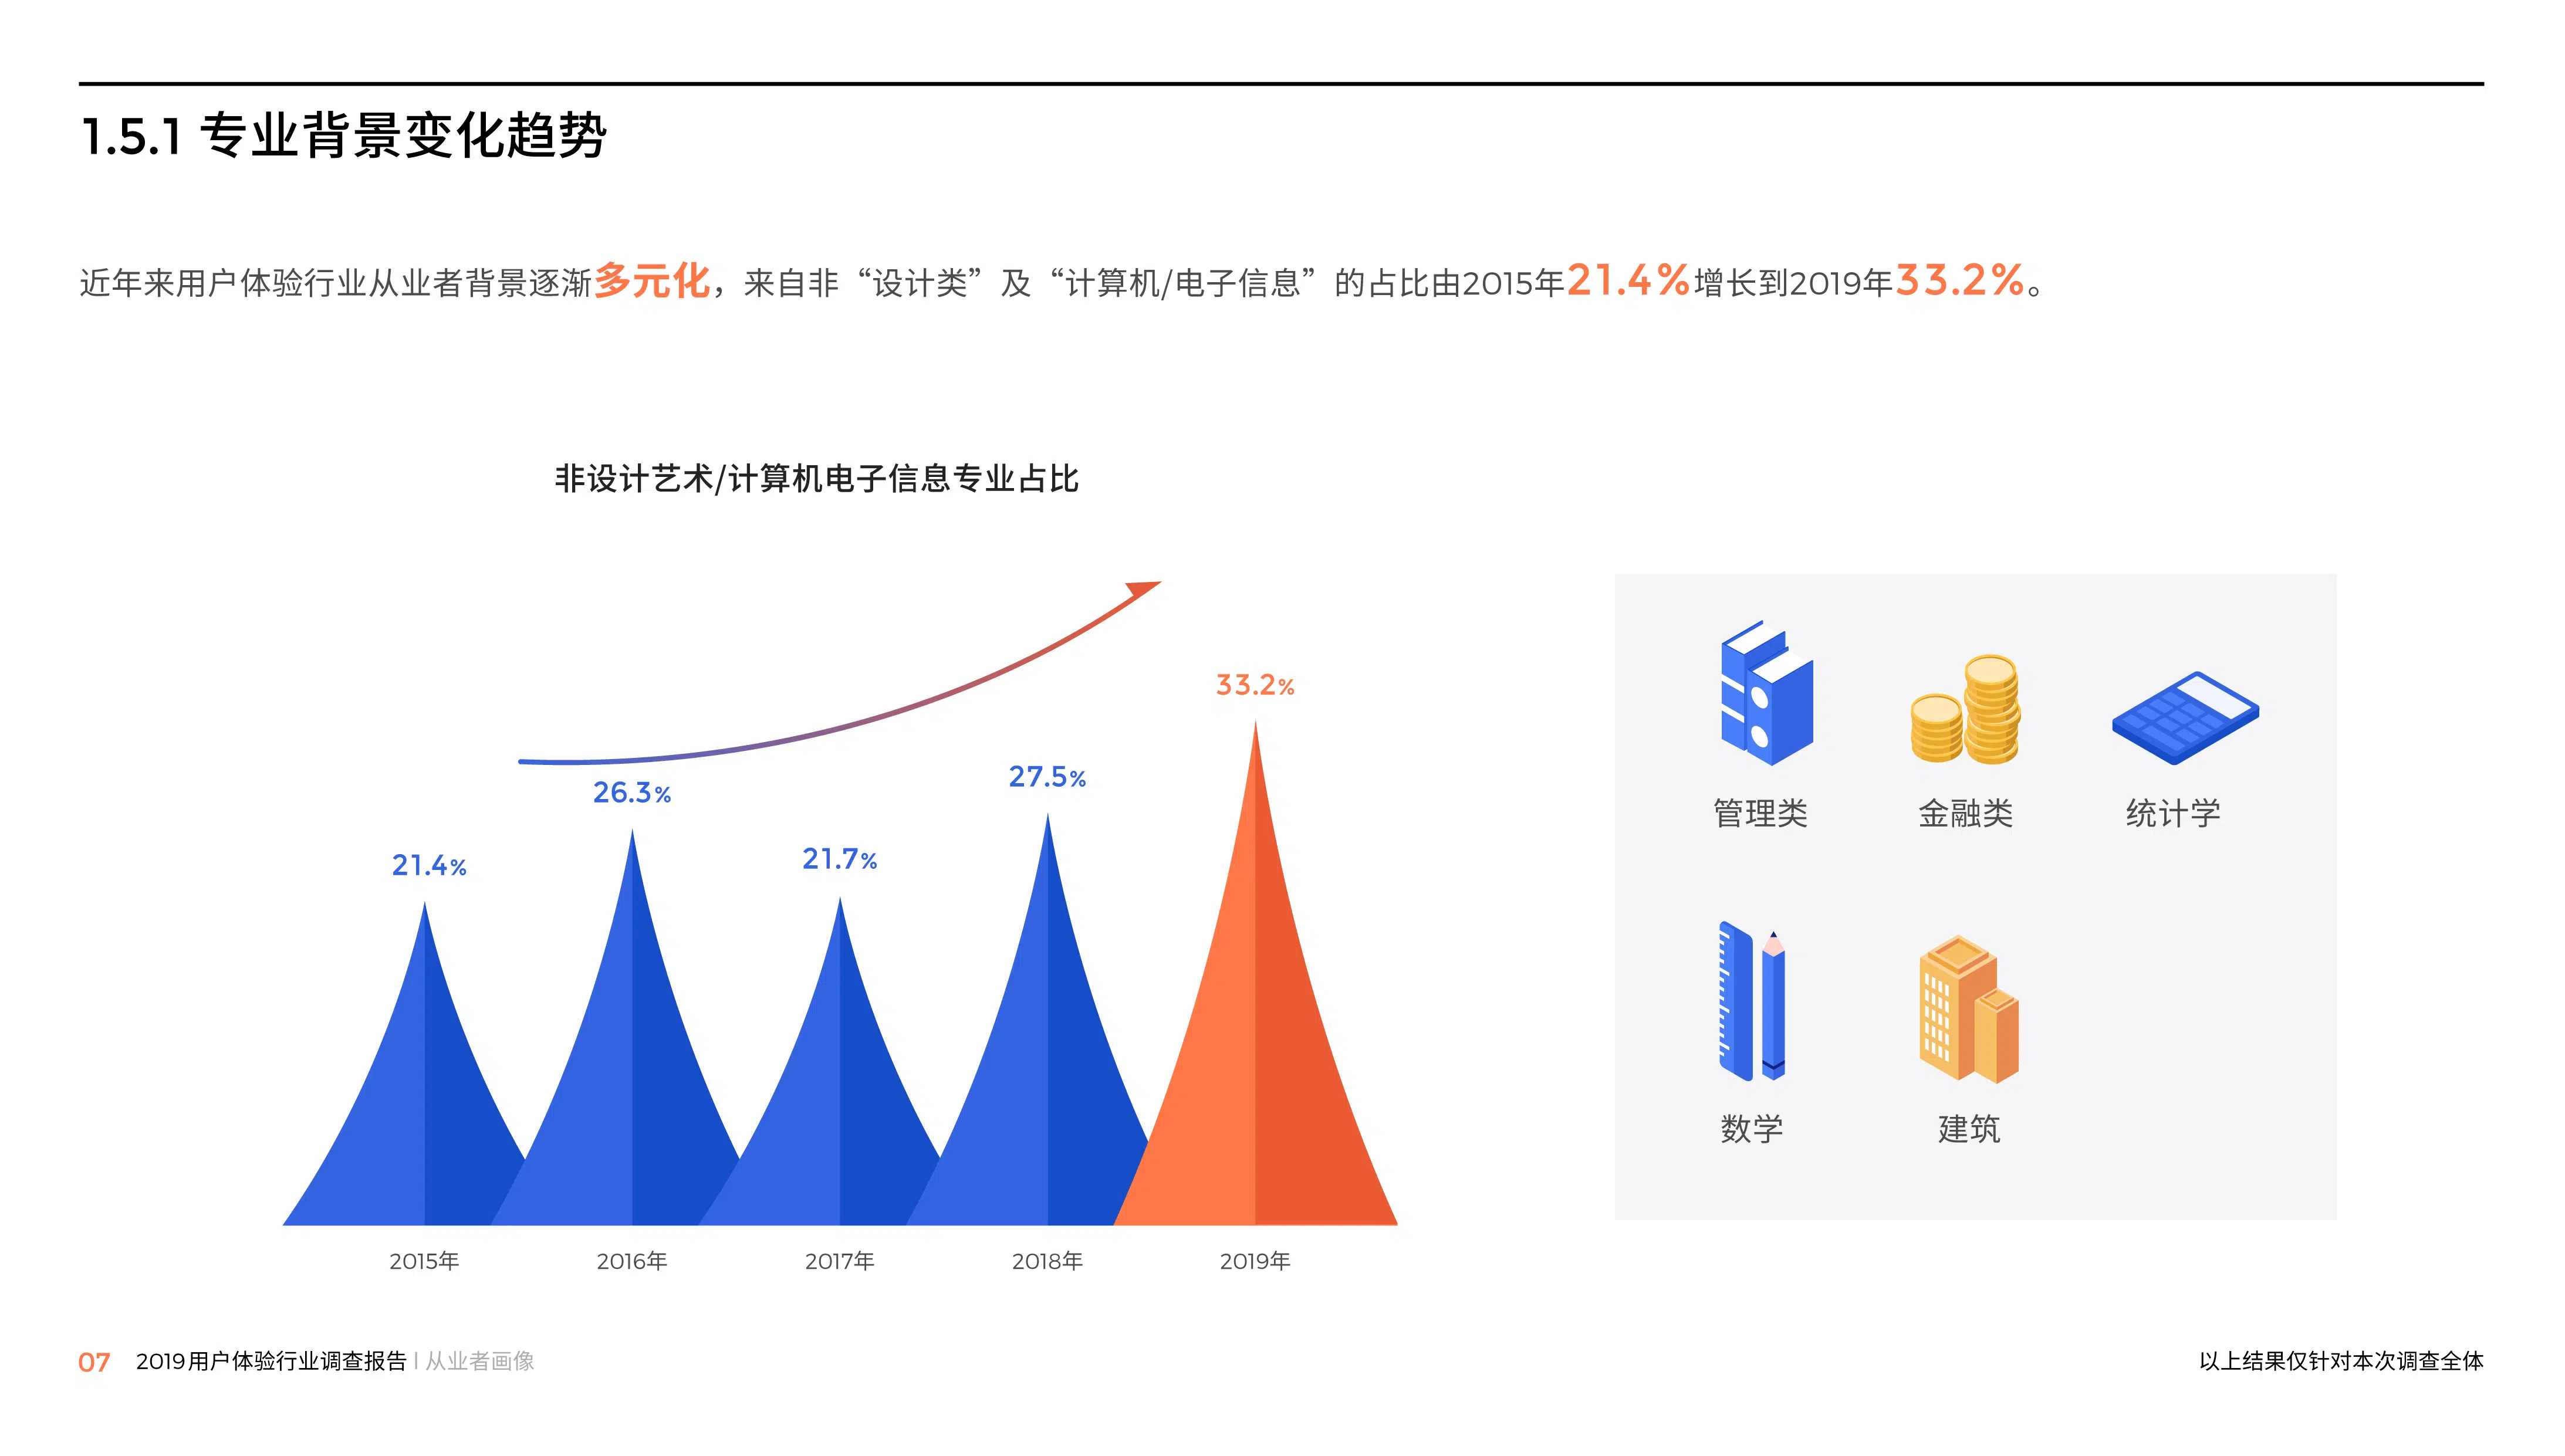 1.5.1 专业背景变化趋势
近年来用户体验行业从业者背景逐渐多元化，来自非“设计类”及“计算机/电子信息”的占比由2015年21.4%增长到2019年33.2%。
非设计艺术/计算机电子信息专业占比
33.2%
27.5%
26.3%
21.7%
21.4%
2015年 2016年 2017年 2018年 2019年
管理类 金融类 统计学
数学 建筑
07 2019用户体验行业调查报告 | 从业者画像
以上结果仅针对本次调查全体